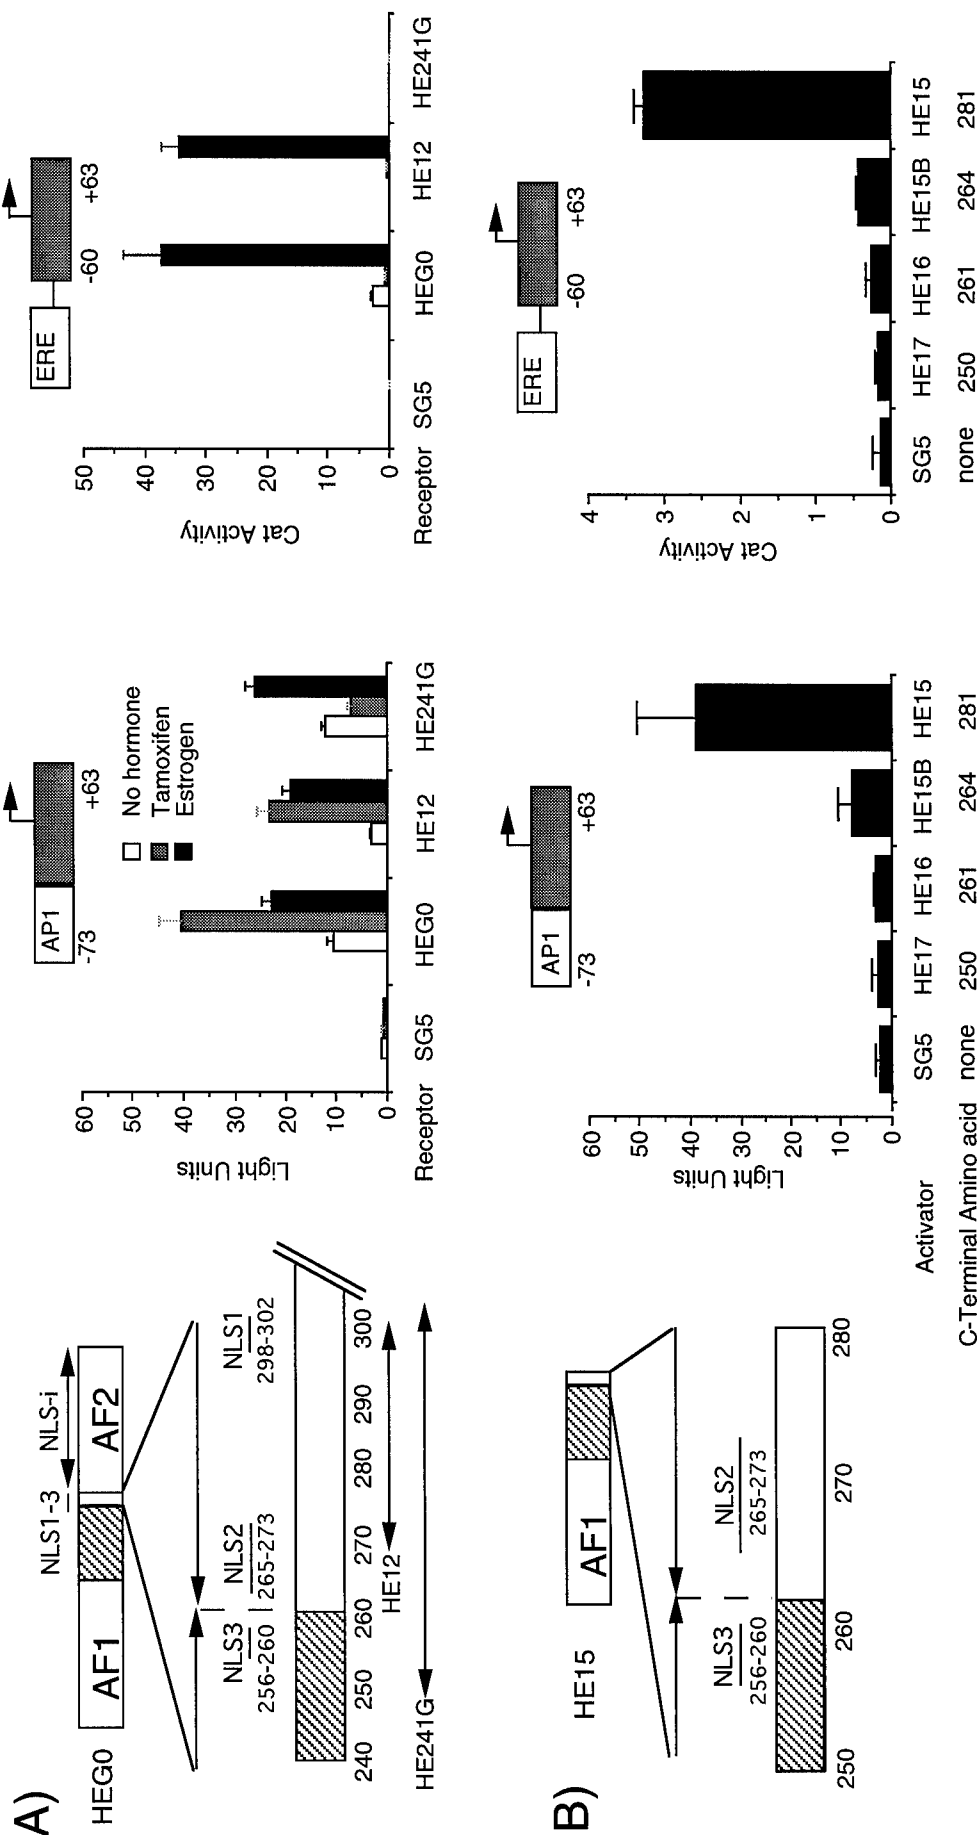 A)
HEG0
AF1
AF2
NLS1-3
NLS-i
NLS3
256-260
NLS2
265-273
NLS1
298-302
240 250 260 270 280 290 300
HE12
HE241G
AP1
-73
+63
No hormone
Tamoxifen
Estrogen
Light Units
60
50
40
30
20
10
0
Receptor SG5 HEG0 HE12 HE241G
ERE
-60
+63
Cat Activity
50
40
30
20
10
0
Receptor SG5 HEG0 HE12 HE241G
B)
HE15
AF1
NLS3
256-260
NLS2
265-273
250 260 270 280
AP1
-73
+63
Light Units
60
50
40
30
20
10
0
Activator SG5 HE17 HE16 HE15B HE15
C-Terminal Amino acid none 250 261 264 281
ERE
-60
+63
Cat Activity
4
3
2
1
0
SG5 HE17 HE16 HE15B HE15
none 250 261 264 281